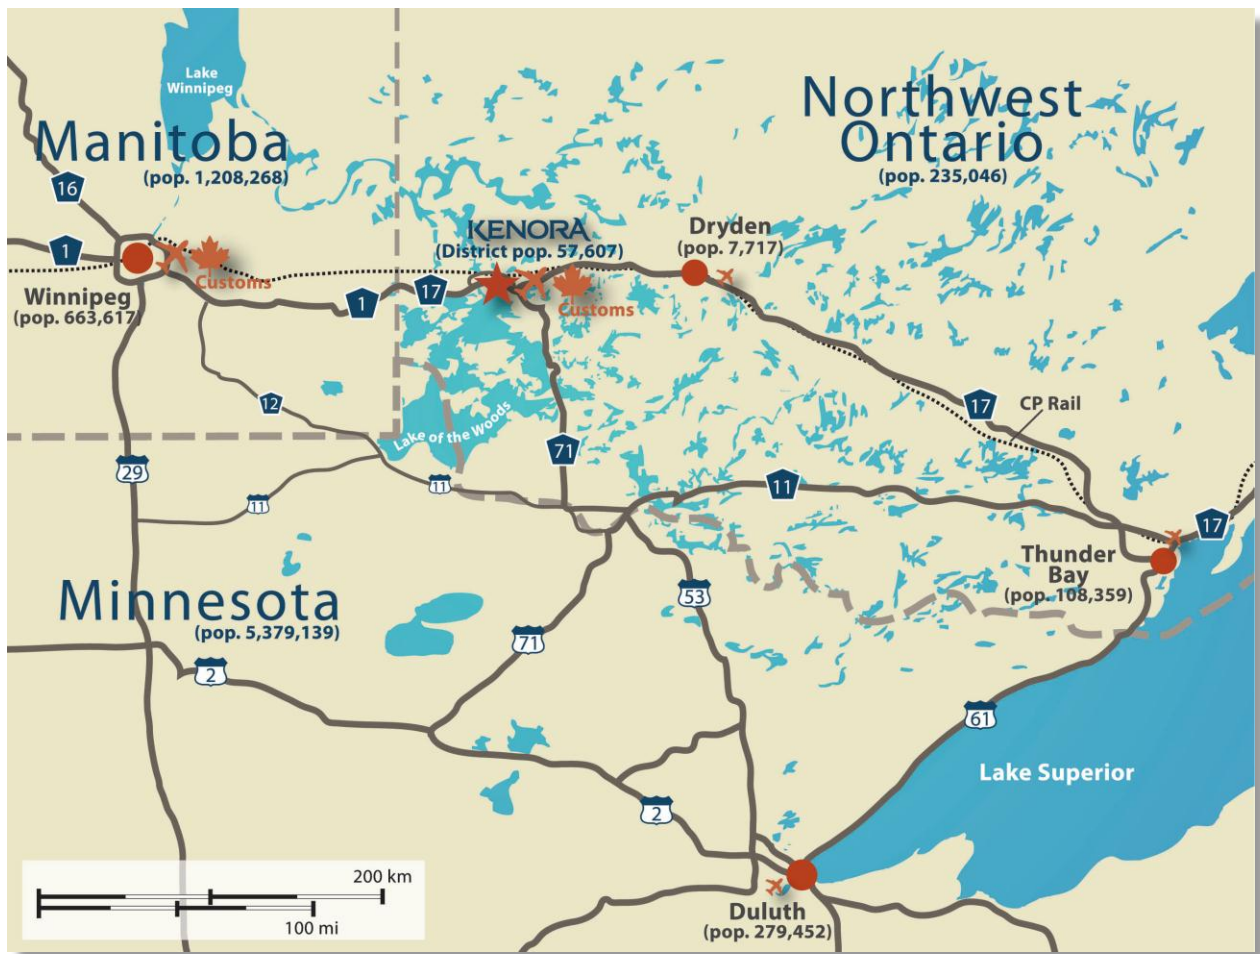 Lake
Winnipeg
Manitoba
(pop. 1,208,268)
Northwest
Ontario
(pop. 235,046)
16
1
Customs
Winnipeg
(pop. 663,617)
KENORA
(District pop. 57,607)
Dryden
(pop. 7,717)
1
17
Customs
12
Lake of the Woods
71
17
CP Rail
29
11
11
11
17
Thunder
Bay
(pop. 108,359)
Minnesota
(pop. 5,379,139)
53
71
2
61
Lake Superior
2
200 km
100 mi
Duluth
(pop. 279,452)